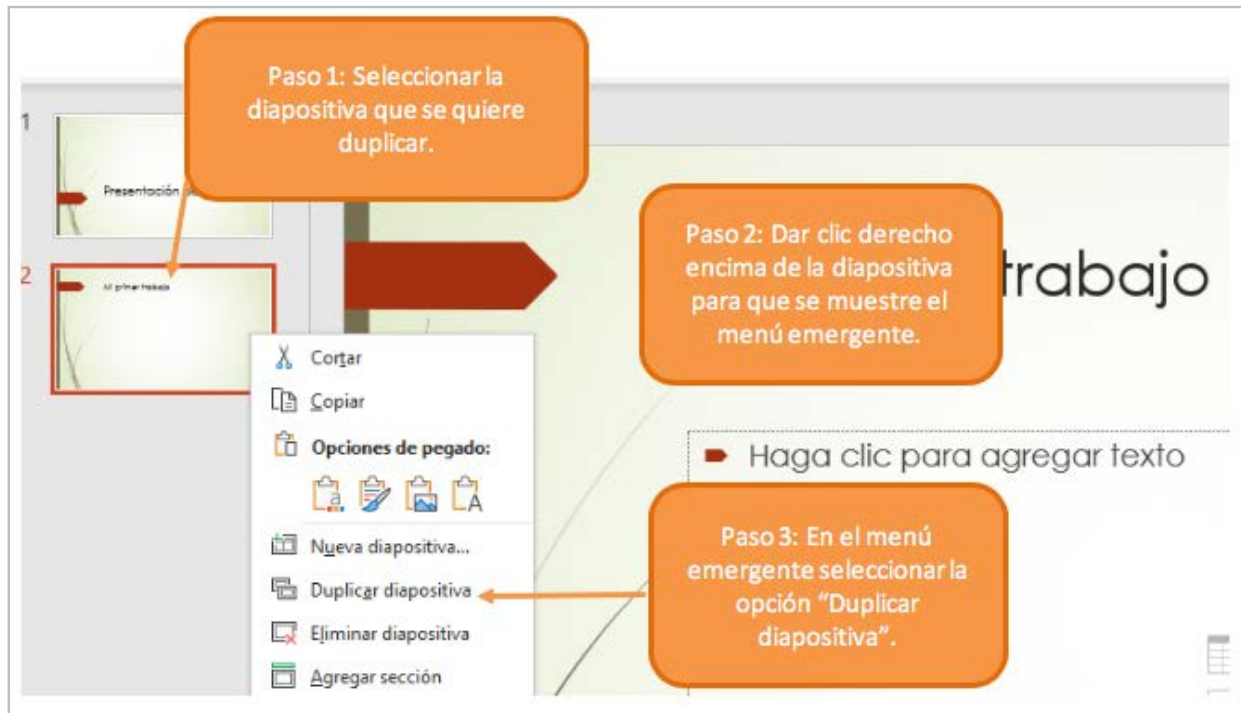 Paso 1: Seleccionar la
diapositiva que se quiere
duplicar.
1
Presentación
2
Mi primer trabajo
Paso 2: Dar clic derecho
encima de la diapositiva
para que se muestre el
menú emergente.
trabajo
Cortar
Copiar
Opciones de pegado:
Haga clic para agregar texto
Nueva diapositiva...
Duplicar diapositiva
Eliminar diapositiva
Agregar sección
Paso 3: En el menú
emergente seleccionar la
opción “Duplicar
diapositiva”.